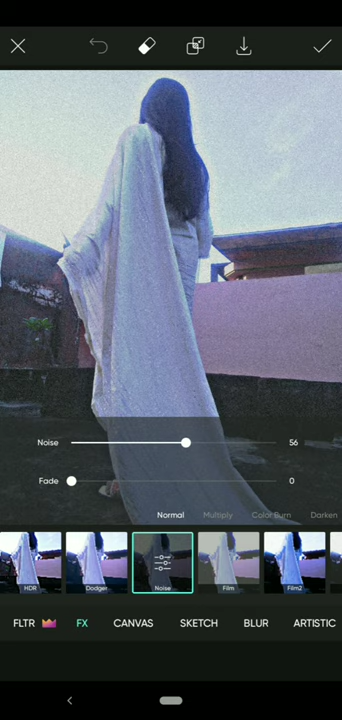 Noise 56
Fade 0
Normal Multiply Color Burn Darken
HDR Dodger Noise Film Film2
FLTR FX CANVAS SKETCH BLUR ARTISTIC